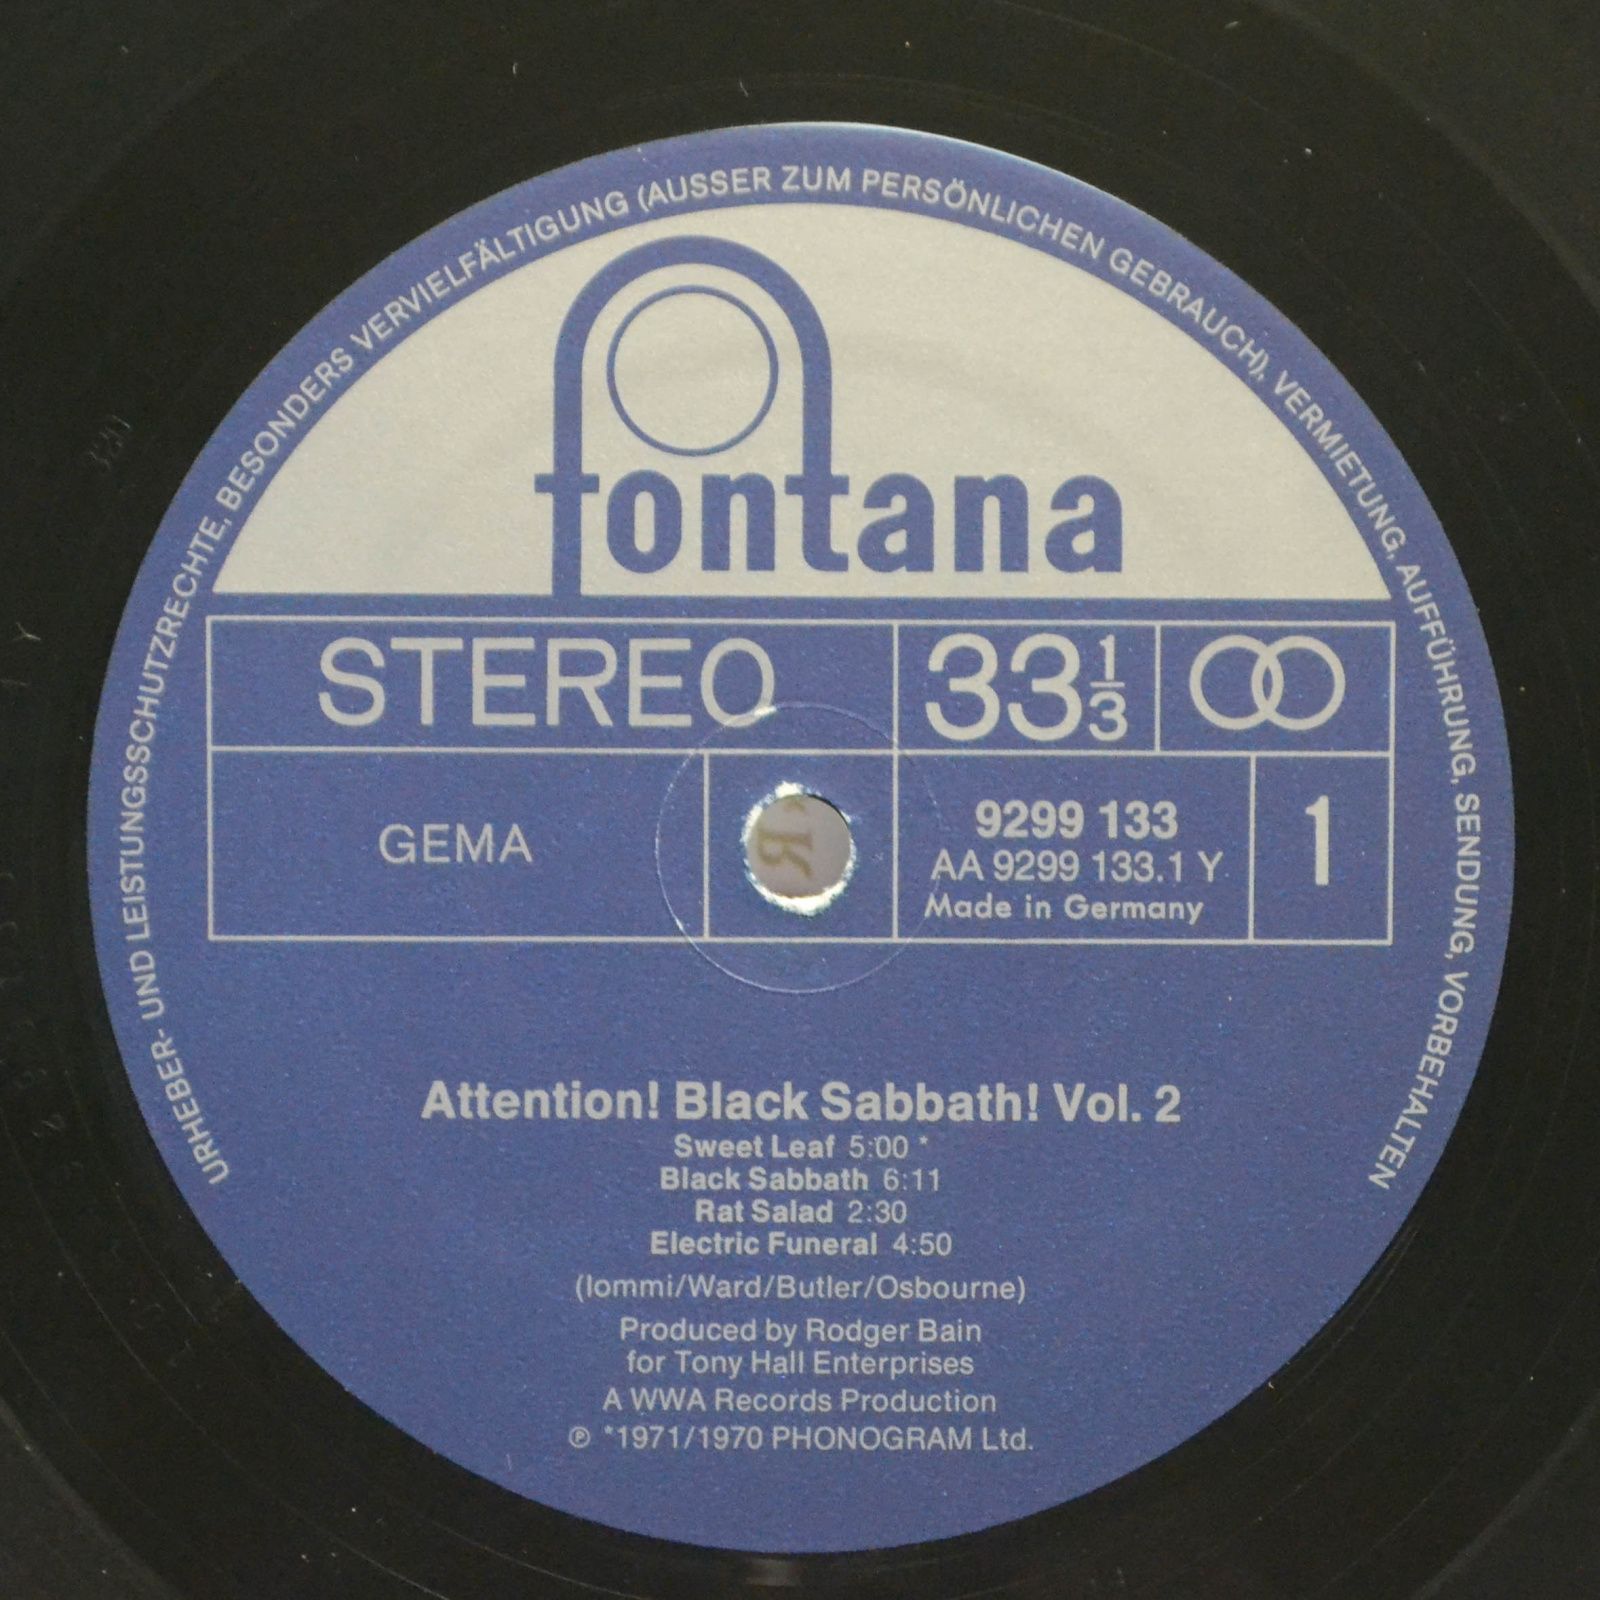 URHEBER- UND LEISTUNGSSCHUTZRECHTE, BESONDERS VERVIELFÄLTIGUNG (AUSSER ZUM PERSÖNLICHEN GEBRAUCH), VERMIETUNG, AUFFÜHRUNG, SENDUNG, VORBEHALTEN
fontana
STEREO 33 1/3
GEMA
9299 133
AA 9299 133.1 Y
Made in Germany
1
Attention! Black Sabbath! Vol. 2
Sweet Leaf 5:00 *
Black Sabbath 6:11
Rat Salad 2:30
Electric Funeral 4:50
(Iommi/Ward/Butler/Osbourne)
Produced by Rodger Bain
for Tony Hall Enterprises
A WWA Records Production
℗ *1971/1970 PHONOGRAM Ltd.